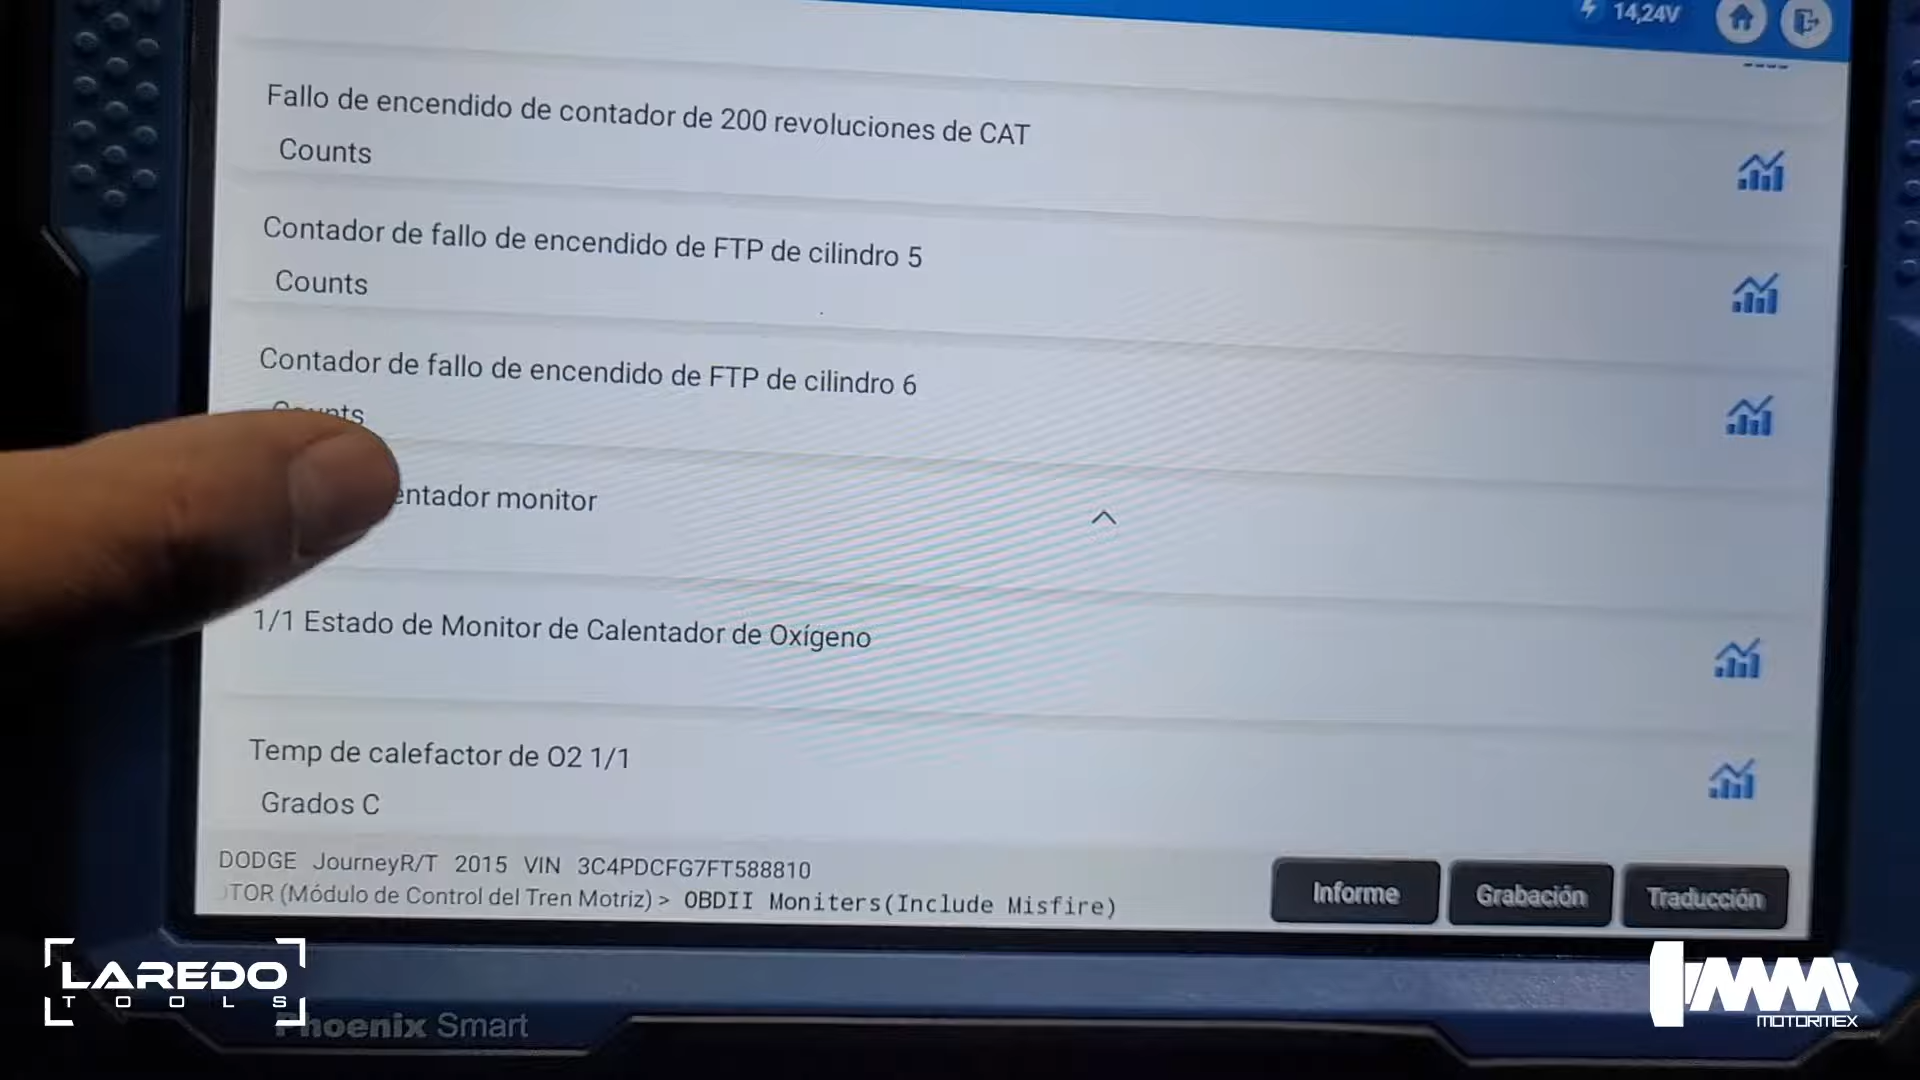 14,24V
----
Fallo de encendido de contador de 200 revoluciones de CAT
Counts
Contador de fallo de encendido de FTP de cilindro 5
Counts
Contador de fallo de encendido de FTP de cilindro 6
Counts
entador monitor
1/1 Estado de Monitor de Calentador de Oxígeno
Temp de calefactor de O2 1/1
Grados C
DODGE JourneyR/T 2015 VIN 3C4PDCFG7FT588810
TOR (Módulo de Control del Tren Motriz) > OBDII Moniters(Include Misfire)
Informe
Grabación
Traducción
LAREDO
TOOLS
Phoenix Smart
MOTORMEX